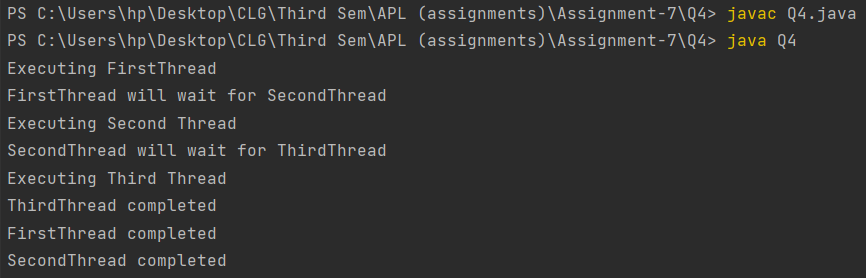 PS C:\Users\hp\Desktop\CLG\Third Sem\APL (assignments)\Assignment-7\Q4> javac Q4.java
PS C:\Users\hp\Desktop\CLG\Third Sem\APL (assignments)\Assignment-7\Q4> java Q4
Executing FirstThread
FirstThread will wait for SecondThread
Executing Second Thread
SecondThread will wait for ThirdThread
Executing Third Thread
ThirdThread completed
FirstThread completed
SecondThread completed